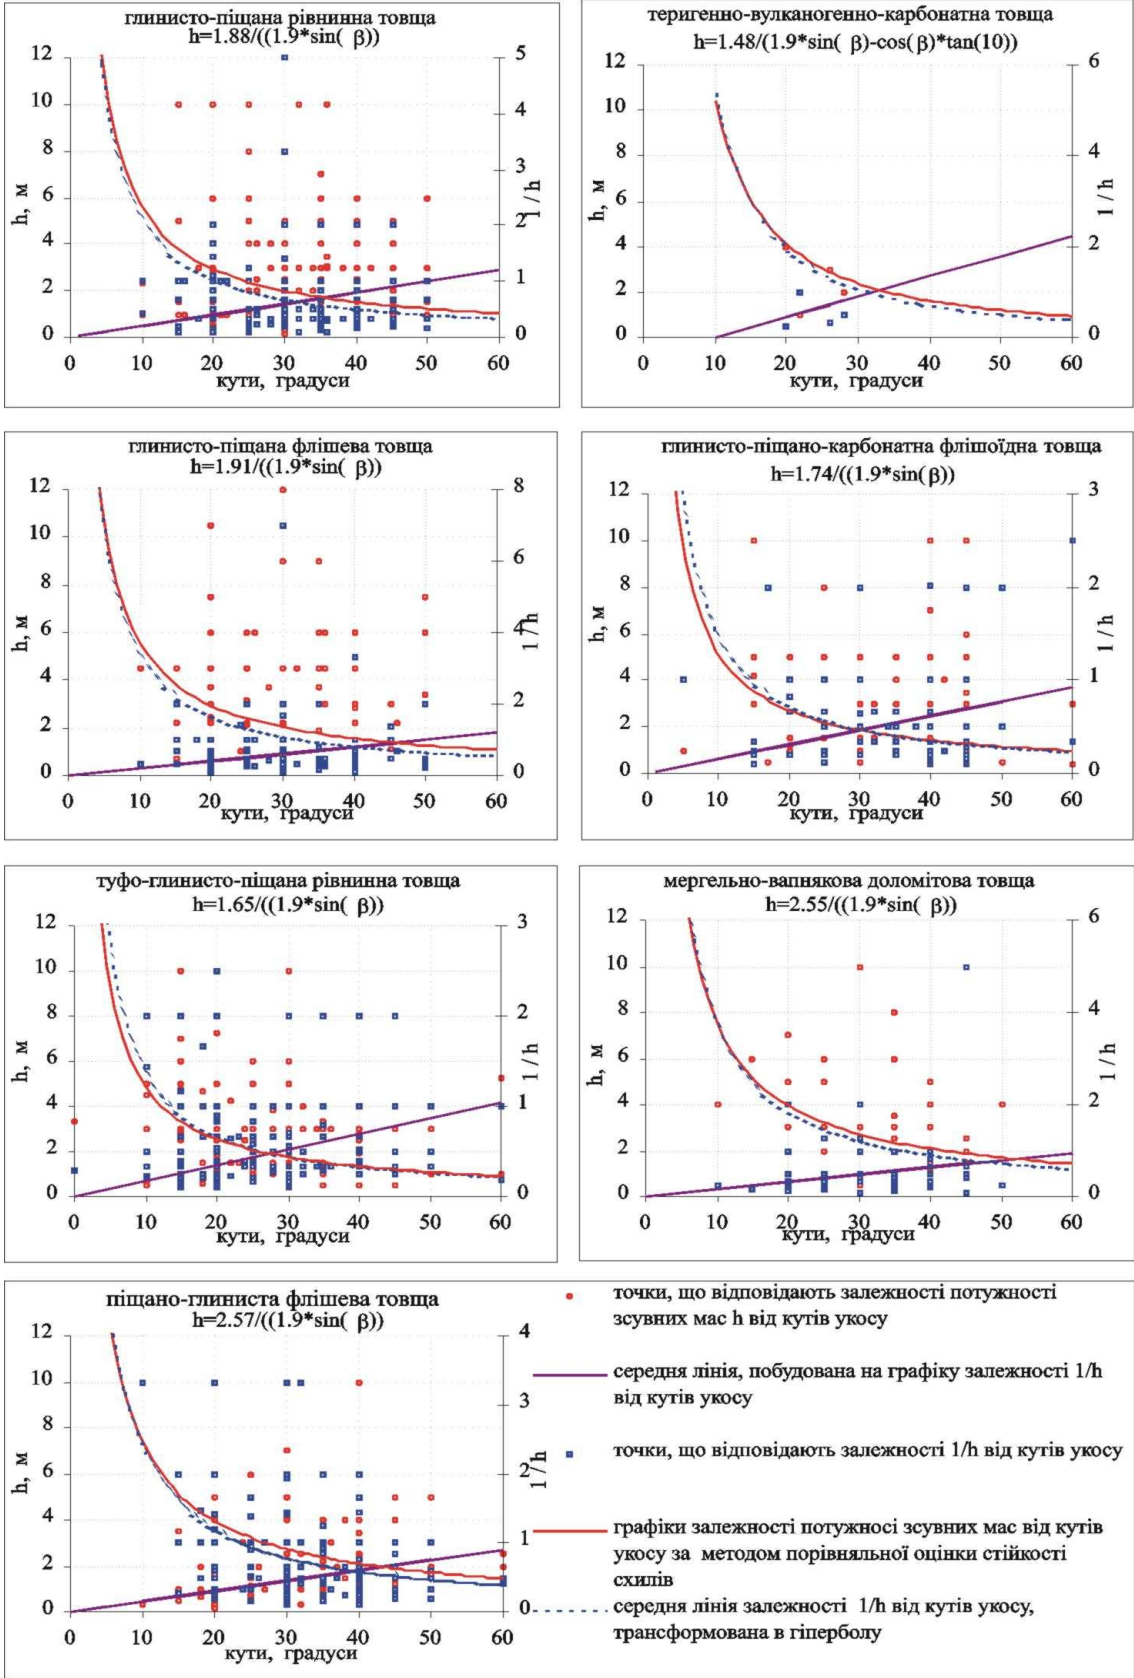 глинисто-піщана рівнинна товща
h=1.88/((1.9*sin( β))
12
10
8
6
4
2
0
h, м
5
4
3
2
1
0
1 / h
0 10 20 30 40 50 60
кути, градуси
теригенно-вулканогенно-карбонатна товща
h=1.48/(1.9*sin( β)-cos(β)*tan(10))
12
10
8
6
4
2
0
h, м
6
4
2
0
1 / h
0 10 20 30 40 50 60
кути, градуси
глинисто-піщана флішева товща
h=1.91/((1.9*sin( β))
12
10
8
6
4
2
0
h, м
8
6
4
2
0
1 / h
0 10 20 30 40 50 60
кути, градуси
глинисто-піщано-карбонатна флішоїдна товща
h=1.74/((1.9*sin(β))
12
10
8
6
4
2
0
h, м
3
2
1
0
1 / h
0 10 20 30 40 50 60
кути, градуси
туфо-глинисто-піщана рівнинна товща
h=1.65/((1.9*sin( β))
12
10
8
6
4
2
0
h, м
3
2
1
0
1 / h
0 10 20 30 40 50 60
кути, градуси
мергельно-вапнякова доломітова товща
h=2.55/((1.9*sin( β))
12
10
8
6
4
2
0
h, м
6
4
2
0
1 / h
0 10 20 30 40 50 60
кути, градуси
піщано-глиниста флішева товща
h=2.57/((1.9*sin( β))
12
10
8
6
4
2
0
h, м
4
3
2
1
0
1 / h
0 10 20 30 40 50 60
кути, градуси
точки, що відповідають залежності потужності
зсувних мас h від кутів укосу
середня лінія, побудована на графіку залежності 1/h
від кутів укосу
точки, що відповідають залежності 1/h від кутів укосу
графіки залежності потужносі зсувних мас від кутів
укосу за методом порівняльної оцінки стійкості
схилів
середня лінія залежності 1/h від кутів укосу,
трансформована в гіперболу